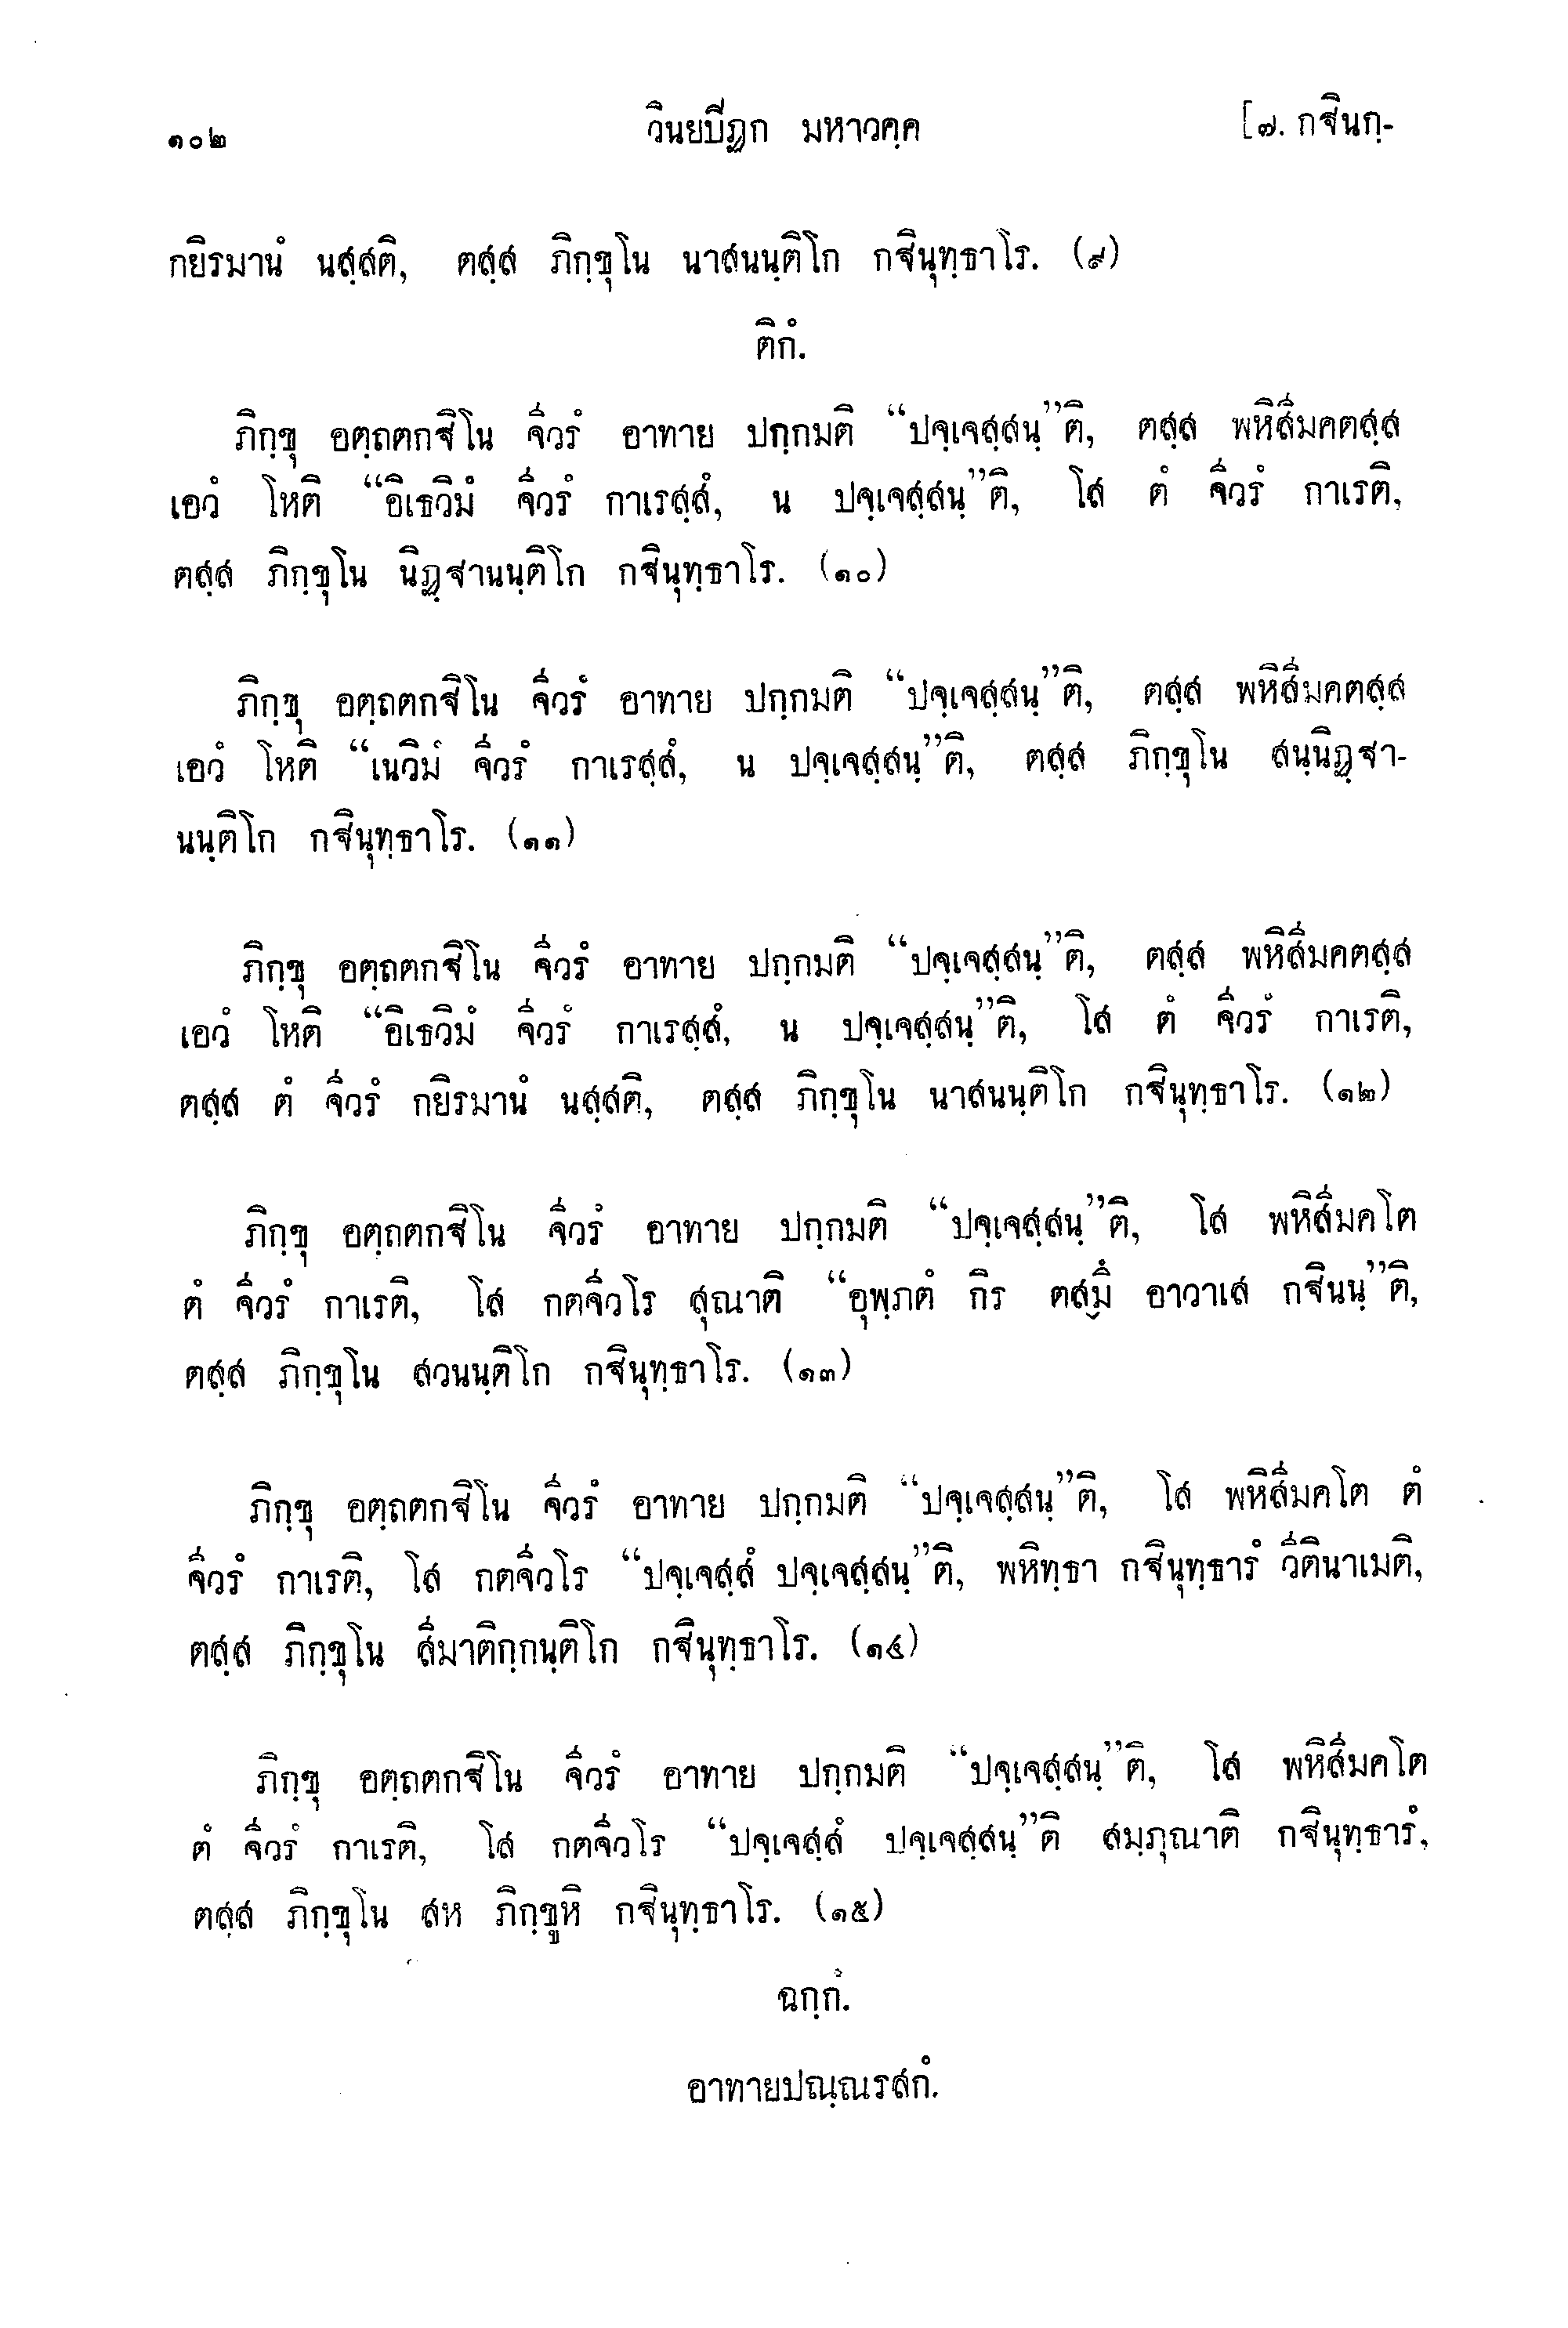 ๑๐๒ วินยปิฏก มหาวคฺค [๗. กฐินกฺ-
กยิรมานํ นสฺสติ, ตสฺส ภิกฺขุโน นาสนนฺติโก กฐินุทฺธาโร. (๙)
ติกํ.
ภิกฺขุ อตฺถตกฐิโน จีวรํ อาทาย ปกฺกมติ “ปจฺเจสฺสนฺ”ติ, ตสฺส พหิสีมคตสฺส
เอวํ โหติ “อิเธวิมํ จีวรํ กาเรสฺสํ, น ปจฺเจสฺสนฺ”ติ, โส ตํ จีวรํ กาเรติ,
ตสฺส ภิกฺขุโน นิฏฺฐานนฺติโก กฐินุทฺธาโร. (๑๐)
ภิกฺขุ อตฺถตกฐิโน จีวรํ อาทาย ปกฺกมติ “ปจฺเจสฺสนฺ”ติ, ตสฺส พหิสีมคตสฺส
เอวํ โหติ “เนวิมํ จีวรํ กาเรสฺสํ, น ปจฺเจสฺสนฺ”ติ, ตสฺส ภิกฺขุโน สนฺนิฏฺฐา-
นนฺติโก กฐินุทฺธาโร. (๑๑)
ภิกฺขุ อตฺถตกฐิโน จีวรํ อาทาย ปกฺกมติ “ปจฺเจสฺสนฺ”ติ, ตสฺส พหิสีมคตสฺส
เอวํ โหติ “อิเธวิมํ จีวรํ กาเรสฺสํ, น ปจฺเจสฺสนฺ”ติ, โส ตํ จีวรํ กาเรติ,
ตสฺส ตํ จีวรํ กยิรมานํ นสฺสติ, ตสฺส ภิกฺขุโน นาสนนฺติโก กฐินุทฺธาโร. (๑๒)
ภิกฺขุ อตฺถตกฐิโน จีวรํ อาทาย ปกฺกมติ “ปจฺเจสฺสนฺ”ติ, โส พหิสีมคโต
ตํ จีวรํ กาเรติ, โส กตจีวโร สุณาติ “อุพฺภตํ กิร ตสฺมึ อาวาเส กฐินนฺ”ติ,
ตสฺส ภิกฺขุโน สวนนฺติโก กฐินุทฺธาโร. (๑๓)
ภิกฺขุ อตฺถตกฐิโน จีวรํ อาทาย ปกฺกมติ “ปจฺเจสฺสนฺ”ติ, โส พหิสีมคโต ตํ
จีวรํ กาเรติ, โส กตจีวโร “ปจฺเจสฺสํ ปจฺเจสฺสนฺ”ติ, พหิทฺธา กฐินุทฺธารํ วีตินาเมติ,
ตสฺส ภิกฺขุโน สีมาติกฺกนฺติโก กฐินุทฺธาโร. (๑๔)
ภิกฺขุ อตฺถตกฐิโน จีวรํ อาทาย ปกฺกมติ “ปจฺเจสฺสนฺ”ติ, โส พหิสีมคโต
ตํ จีวรํ กาเรติ, โส กตจีวโร “ปจฺเจสฺสํ ปจฺเจสฺสนฺ”ติ สมฺภุณาติ กฐินุทฺธารํ,
ตสฺส ภิกฺขุโน สห ภิกฺขูหิ กฐินุทฺธาโร. (๑๕)
ฉกฺกํ.
อาทายปณฺณรสกํ.